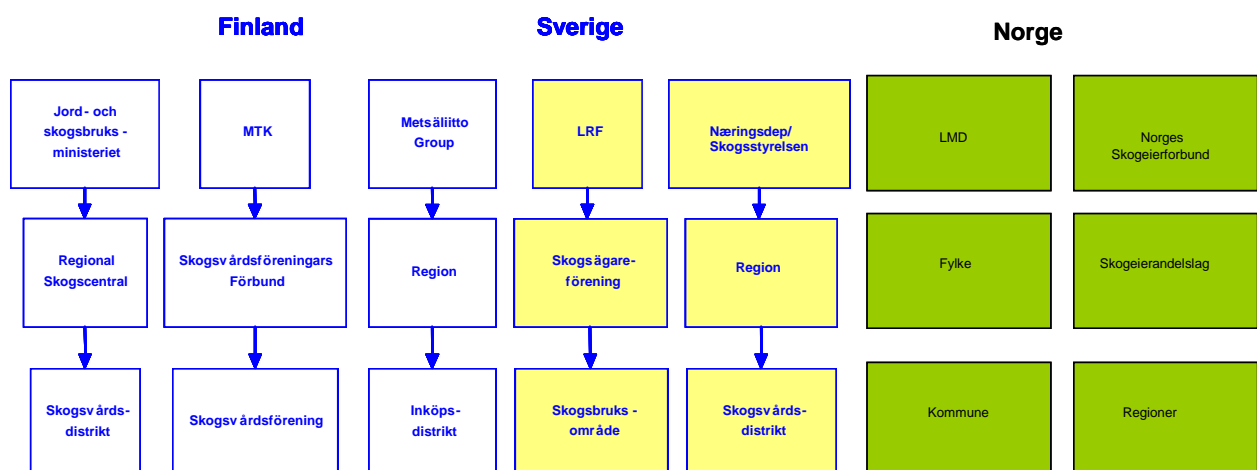 Finland
Sverige
Norge
Jord- och
skogsbruks-
ministeriet
MTK
Metsäliitto
Group
LRF
Næringsdep/
Skogsstyrelsen
LMD
Norges
Skogeierforbund
Regional
Skogscentral
Skogsvårdsföreningars
Förbund
Region
Skogsägare-
förening
Region
Fylke
Skogeierandelslag
Skogsvårds-
distrikt
Skogsvårdsförening
Inköps-
distrikt
Skogsbruks-
område
Skogsvårds-
distrikt
Kommune
Regioner